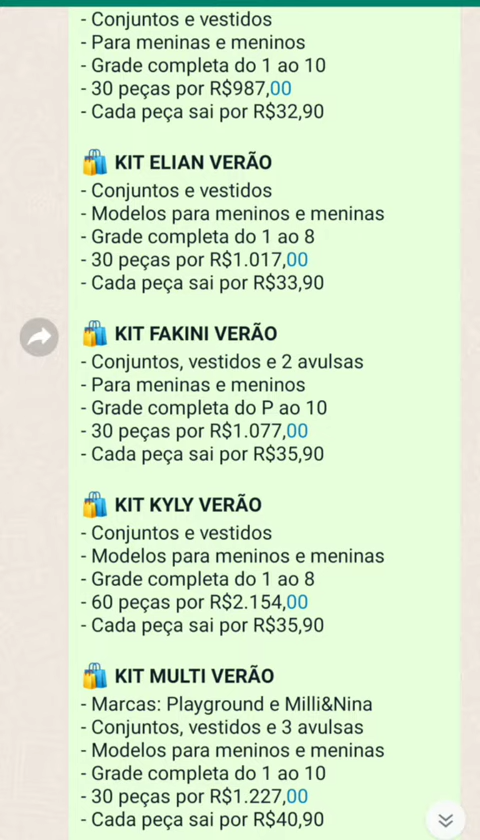 - Conjuntos e vestidos
- Para meninas e meninos
- Grade completa do 1 ao 10
- 30 peças por R$987,00
- Cada peça sai por R$32,90
KIT ELIAN VERÃO
- Conjuntos e vestidos
- Modelos para meninos e meninas
- Grade completa do 1 ao 8
- 30 peças por R$1.017,00
- Cada peça sai por R$33,90
KIT FAKINI VERÃO
- Conjuntos, vestidos e 2 avulsas
- Para meninas e meninos
- Grade completa do P ao 10
- 30 peças por R$1.077,00
- Cada peça sai por R$35,90
KIT KYLY VERÃO
- Conjuntos e vestidos
- Modelos para meninos e meninas
- Grade completa do 1 ao 8
- 60 peças por R$2.154,00
- Cada peça sai por R$35,90
KIT MULTI VERÃO
- Marcas: Playground e Milli&Nina
- Conjuntos, vestidos e 3 avulsas
- Modelos para meninos e meninas
- Grade completa do 1 ao 10
- 30 peças por R$1.227,00
- Cada peça sai por R$40,90